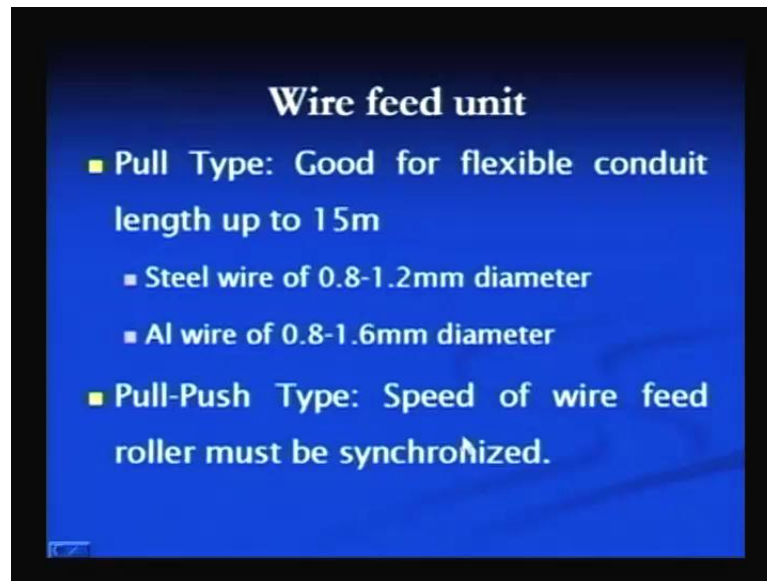 Wire feed unit
Pull Type: Good for flexible conduit
length up to 15m
Steel wire of 0.8-1.2mm diameter
Al wire of 0.8-1.6mm diameter
Pull-Push Type: Speed of wire feed
roller must be synchronized.